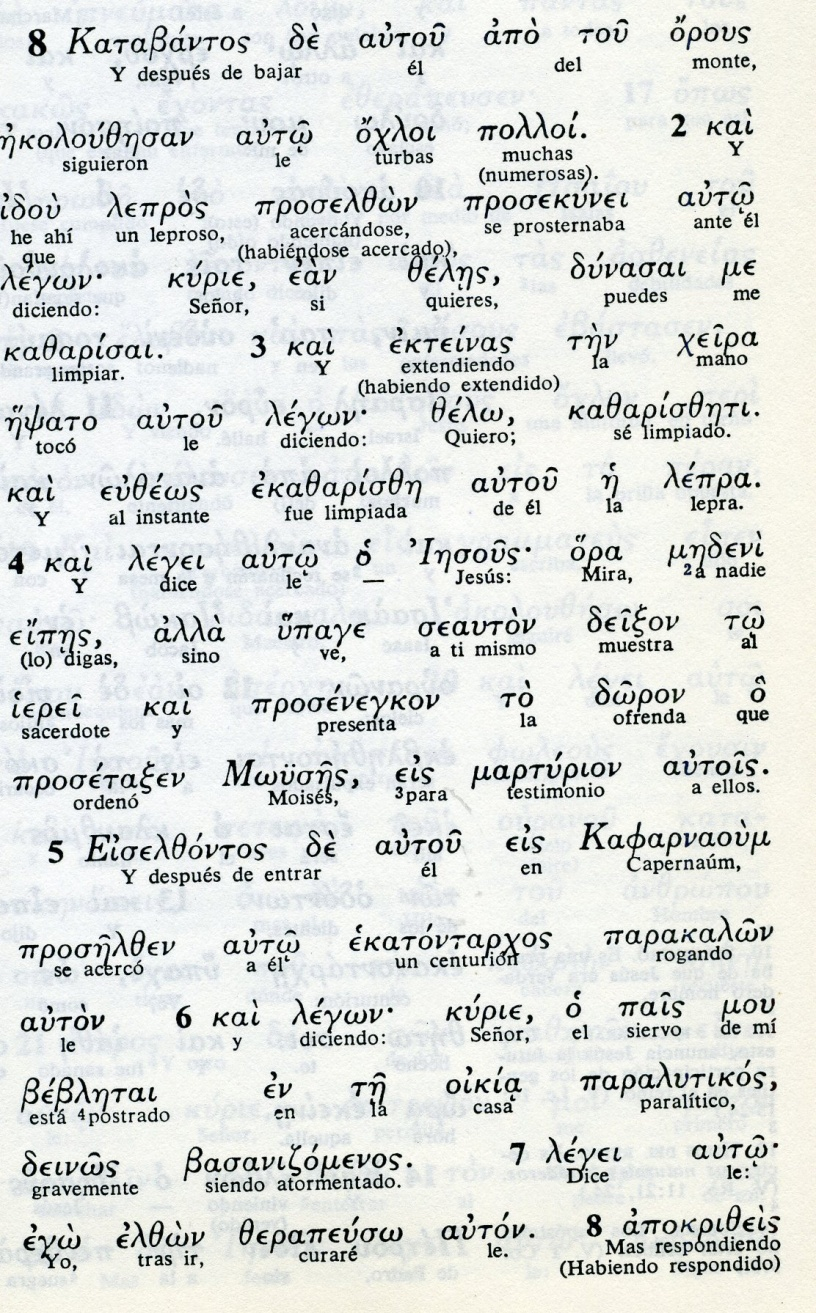 8 Καταβάντος δὲ αὐτοῦ ἀπὸ τοῦ ὄρους
Y después de bajar él del monte,
ἠκολούθησαν αὐτῷ ὄχλοι πολλοί. 2 καὶ
siguieron le turbas muchas Y
(numerosas).
ἰδοὺ λεπρὸς προσελθὼν προσεκύνει αὐτῷ
he ahí un leproso, acercándose, se prosternaba ante él
que (habiéndose acercado),
λέγων· κύριε, ἐὰν θέλῃς, δύνασαί με
diciendo: Señor, si quieres, puedes me
καθαρίσαι. 3 καὶ ἐκτείνας τὴν χεῖρα
limpiar. Y extendiendo la mano
(habiendo extendido)
ἥψατο αὐτοῦ λέγων· θέλω, καθαρίσθητι.
tocó le diciendo: Quiero; sé limpiado.
καὶ εὐθέως ἐκαθαρίσθη αὐτοῦ ἡ λέπρα.
Y al instante fue limpiada de él la lepra.
4 καὶ λέγει αὐτῷ ὁ Ἰησοῦς· ὅρα μηδενὶ
Y dice le — Jesús: Mira, ²a nadie
εἴπῃς, ἀλλὰ ὕπαγε σεαυτὸν δεῖξον τῷ
(lo) digas, sino ve, a ti mismo muestra al
ἱερεῖ καὶ προσένεγκον τὸ δῶρον ὃ
sacerdote y presenta la ofrenda que
προσέταξεν Μωϋσῆς, εἰς μαρτύριον αὐτοῖς.
ordenó Moisés, ³para testimonio a ellos.
5 Εἰσελθόντος δὲ αὐτοῦ εἰς Καφαρναοὺμ
Y después de entrar él en Capernaúm,
προσῆλθεν αὐτῷ ἑκατόνταρχος παρακαλῶν
se acercó a él un centurión rogando
αὐτὸν 6 καὶ λέγων· κύριε, ὁ παῖς μου
le y diciendo: Señor, el siervo de mí
βέβληται ἐν τῇ οἰκίᾳ παραλυτικός,
está ⁴postrado en la casa paralítico,
δεινῶς βασανιζόμενος. 7 λέγει αὐτῷ·
gravemente siendo atormentado. Dice le:
ἐγὼ ἐλθὼν θεραπεύσω αὐτόν. 8 ἀποκριθεὶς
Yo, tras ir, curaré le. Mas respondiendo
(Habiendo respondido)